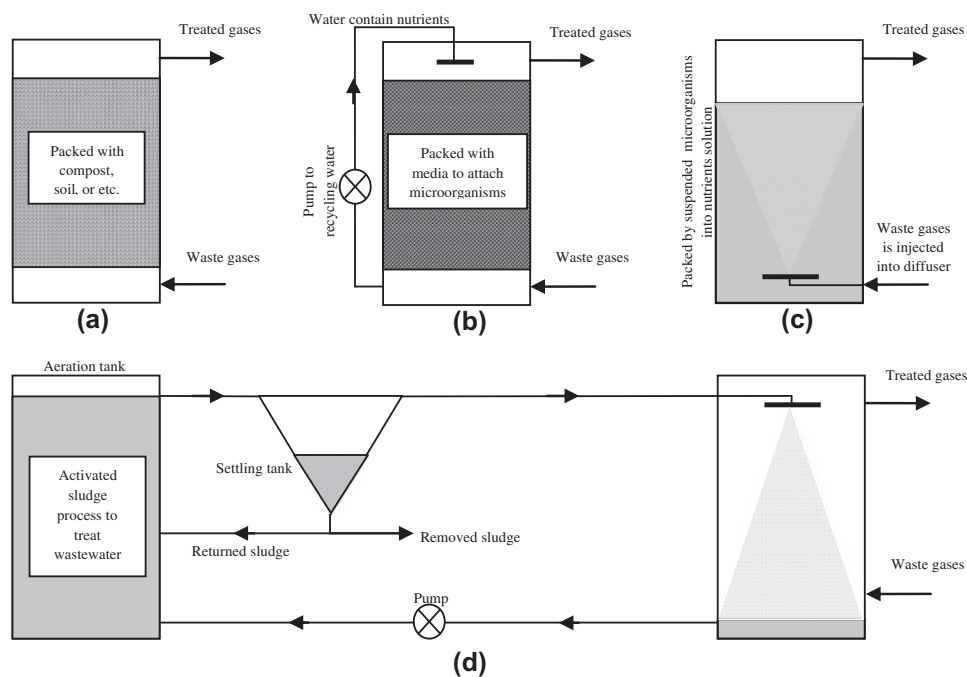 Treated gases
Packed with
compost,
soil, or etc.
Waste gases
(a)
Water contain nutrients
Treated gases
Pump to
recycling water
Packed with
media to attach
microorganisms
Waste gases
(b)
Treated gases
Packed by suspended microorganisms
into nutrients solution
Waste gases
is injected
into diffuser
(c)
Aeration tank
Activated
sludge
process to
treat
wastewater
Settling tank
Returned sludge
Removed sludge
Pump
Treated gases
Waste gases
(d)